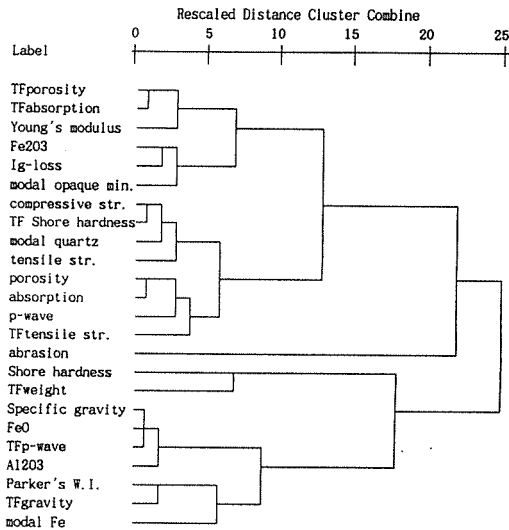 Rescaled Distance Cluster Combine
0 5 10 15 20 25
Label
TFporosity
TFabsorption
Young's modulus
Fe2O3
Ig-loss
modal opaque min.
compressive str.
TF Shore hardness
modal quartz
tensile str.
porosity
absorption
p-wave
TFtensile str.
abrasion
Shore hardness
TFweight
Specific gravity
FeO
TFp-wave
Al2O3
Parker's W.I.
TFgravity
modal Fe